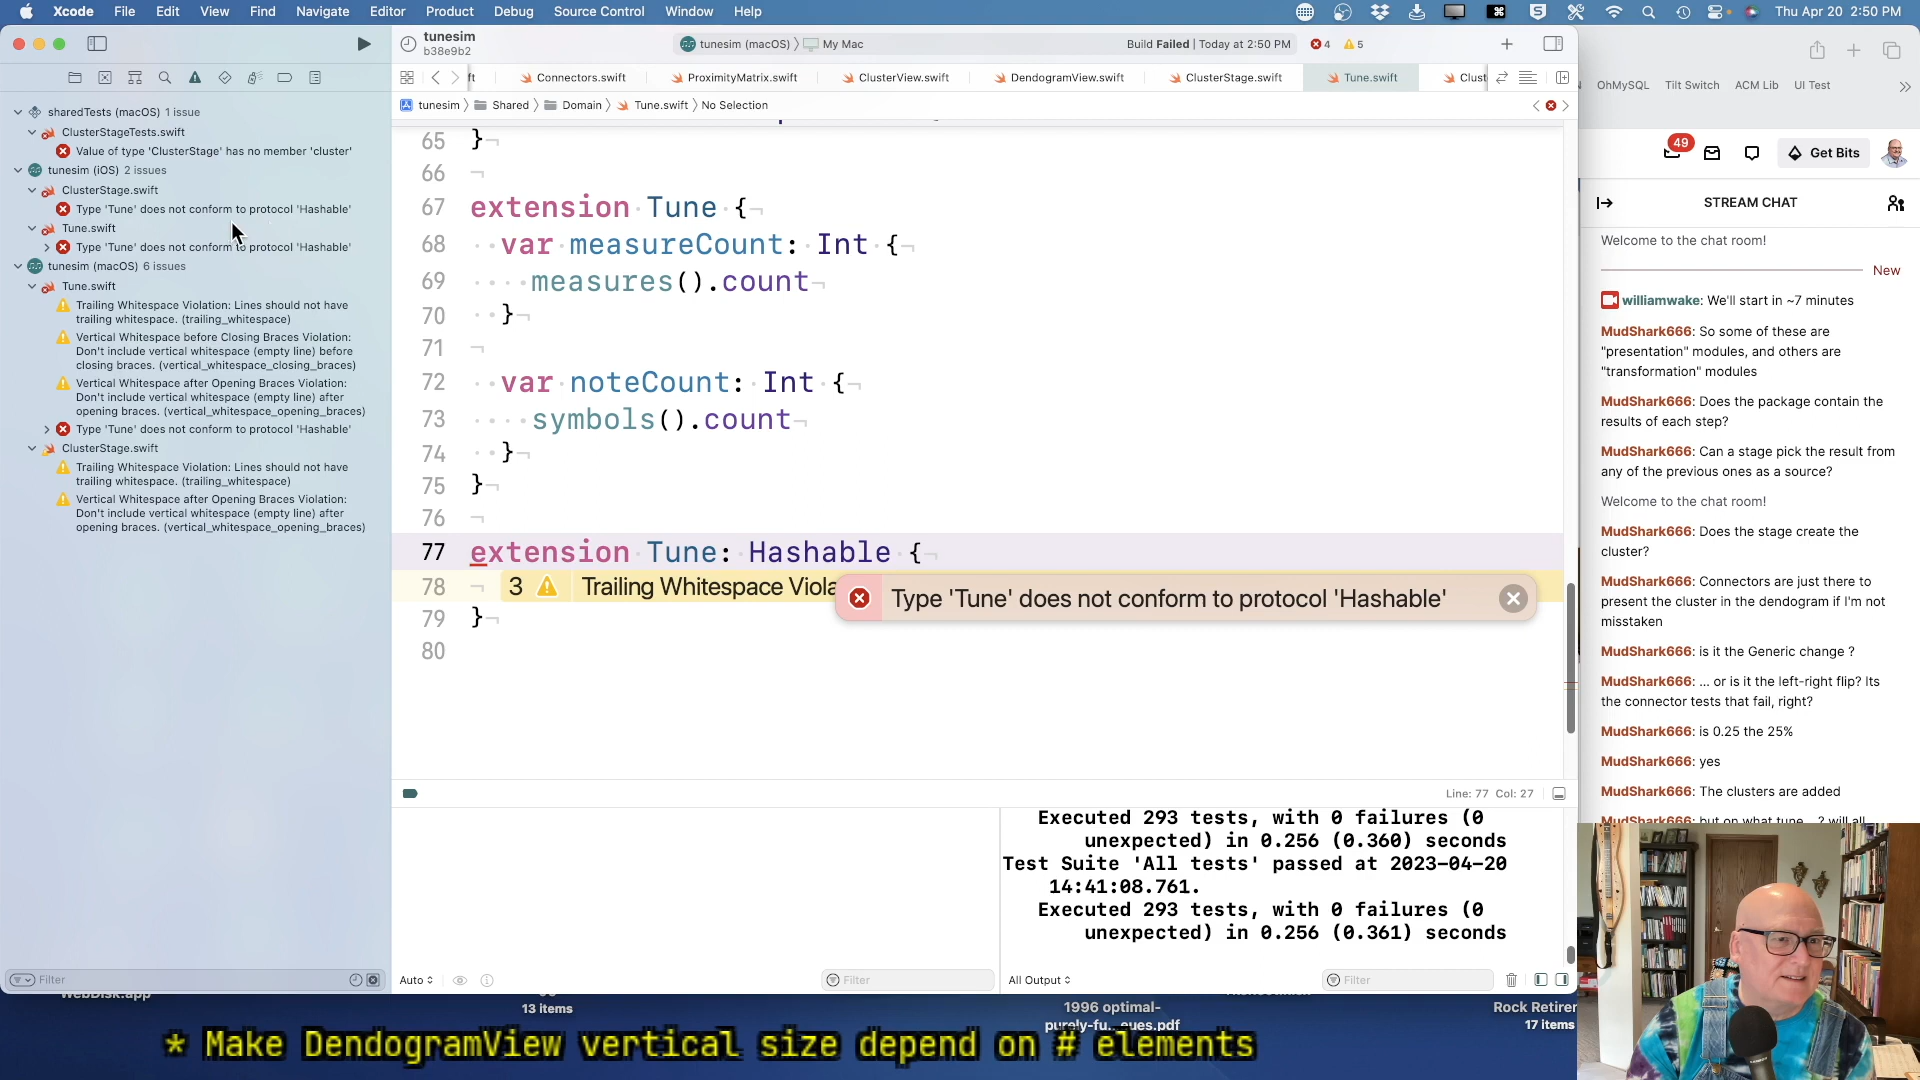 Xcode File Edit View Find Navigate Editor Product Debug Source Control Window Help
Thu Apr 20 2:50 PM
tunesim
b38e9b2
tunesim (macOS) My Mac
Build Failed | Today at 2:50 PM
4
5
ft
Connectors.swift
ProximityMatrix.swift
ClusterView.swift
DendogramView.swift
ClusterStage.swift
Tune.swift
Clust
tunesim Shared Domain Tune.swift No Selection
sharedTests (macOS) 1 issue
ClusterStageTests.swift
Value of type 'ClusterStage' has no member 'cluster'
tunesim (iOS) 2 issues
ClusterStage.swift
Type 'Tune' does not conform to protocol 'Hashable'
Tune.swift
Type 'Tune' does not conform to protocol 'Hashable'
tunesim (macOS) 6 issues
Tune.swift
Trailing Whitespace Violation: Lines should not have
trailing whitespace. (trailing_whitespace)
Vertical Whitespace before Closing Braces Violation:
Don't include vertical whitespace (empty line) before
closing braces. (vertical_whitespace_closing_braces)
Vertical Whitespace after Opening Braces Violation:
Don't include vertical whitespace (empty line) after
opening braces. (vertical_whitespace_opening_braces)
Type 'Tune' does not conform to protocol 'Hashable'
ClusterStage.swift
Trailing Whitespace Violation: Lines should not have
trailing whitespace. (trailing_whitespace)
Vertical Whitespace after Opening Braces Violation:
Don't include vertical whitespace (empty line) after
opening braces. (vertical_whitespace_opening_braces)
Filter
65 }
66
67 extension Tune {
68 var measureCount: Int {
69 measures().count
70 }
71
72 var noteCount: Int {
73 symbols().count
74 }
75 }
76
77 extension Tune: Hashable {
78 3 Trailing Whitespace Viola
Type 'Tune' does not conform to protocol 'Hashable'
79 }
80
Line: 77 Col: 27
Executed 293 tests, with 0 failures (0
unexpected) in 0.256 (0.360) seconds
Test Suite 'All tests' passed at 2023-04-20
14:41:08.761.
Executed 293 tests, with 0 failures (0
unexpected) in 0.256 (0.361) seconds
Auto
Filter
All Output
Filter
OhMySQL Tilt Switch ACM Lib UI Test
49
Get Bits
STREAM CHAT
Welcome to the chat room!
New
williamwake: We'll start in ~7 minutes
MudShark666: So some of these are
"presentation" modules, and others are
"transformation" modules
MudShark666: Does the package contain the
results of each step?
MudShark666: Can a stage pick the result from
any of the previous ones as a source?
Welcome to the chat room!
MudShark666: Does the stage create the
cluster?
MudShark666: Connectors are just there to
present the cluster in the dendogram if I'm not
misstaken
MudShark666: is it the Generic change ?
MudShark666: ... or is it the left-right flip? Its
the connector tests that fail, right?
MudShark666: is 0.25 the 25%
MudShark666: yes
MudShark666: The clusters are added
MudShark666: but on what tune...? will all
WebDisk.app
13 items
1996 optimal-
purely-fu...eues.pdf
Rock Retirer
17 items
* Make DendogramView vertical size depend on # elements